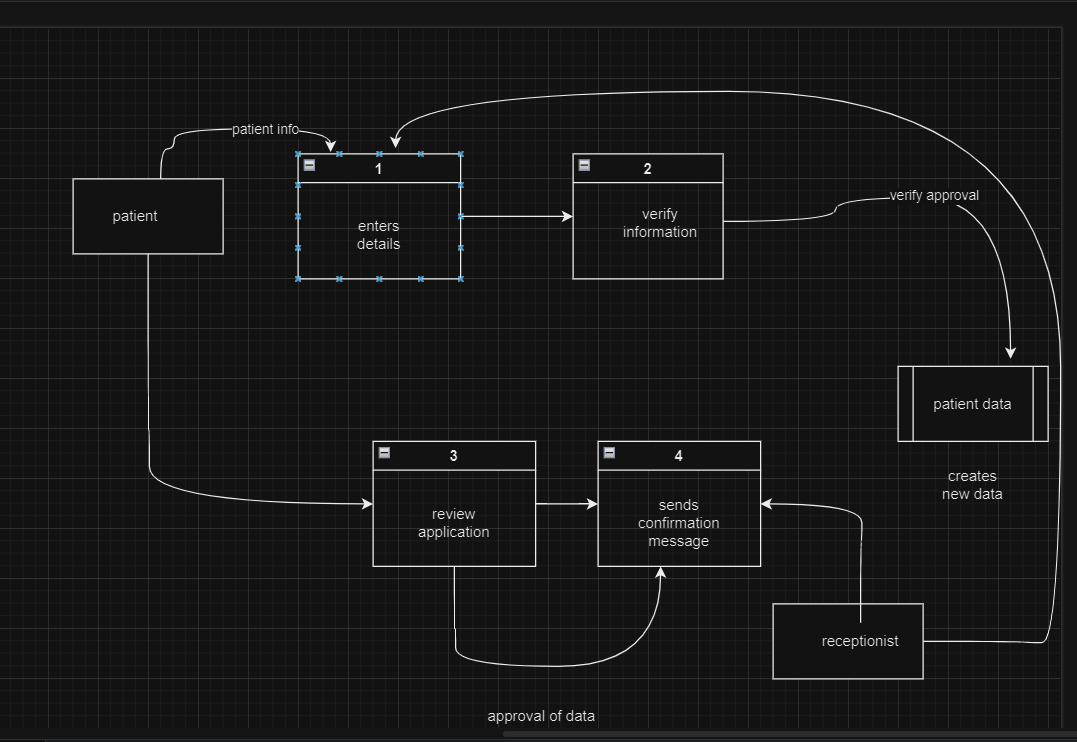 patient info
1
2
patient
enters
details
verify
information
verify approval
patient data
creates
new data
3
4
review
application
sends
confirmation
message
receptionist
approval of data